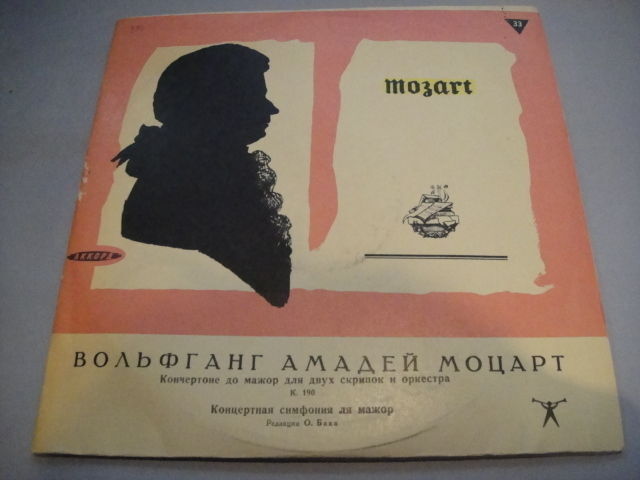 33
mozart
АККОРД
ВОЛЬФГАНГ АМАДЕЙ МОЦАРТ
Кончертоне до мажор для двух скрипок и оркестра
К. 190
Концертная симфония ля мажор
Редакция О. Баха